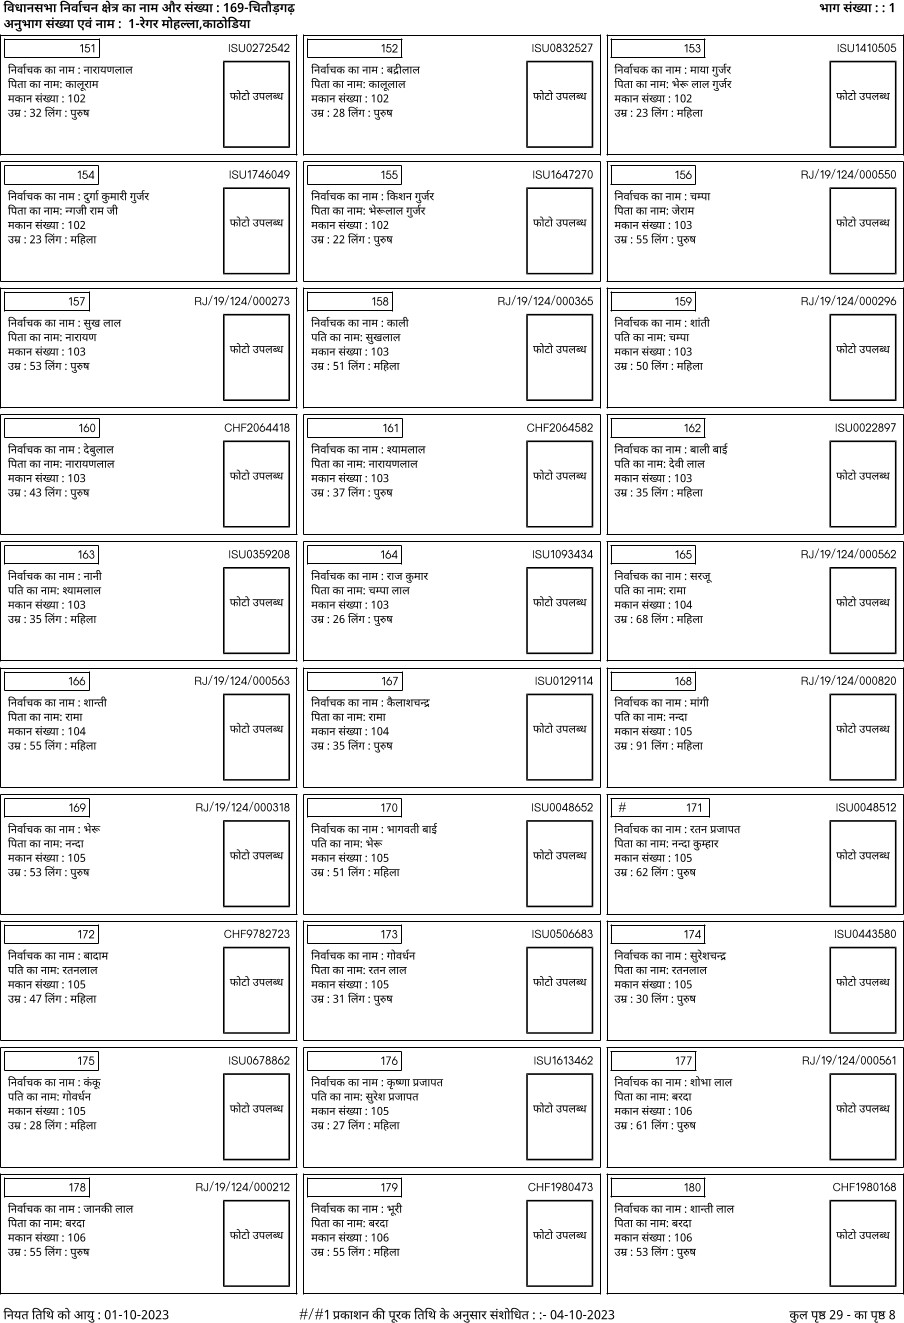 विधानसभा निर्वाचन क्षेत्र का नाम और संख्या : 169-चितौड़गढ़ भाग संख्या : : 1
अनुभाग संख्या एवं नाम : 1-रेगर मोहल्ला,काठोडिया
151 ISU0272542
निर्वाचक का नाम : नारायणलाल
पिता का नाम: कालूराम
मकान संख्या : 102
उम्र : 32 लिंग : पुरुष
फोटो उपलब्ध
152 ISU0832527
निर्वाचक का नाम : बद्रीलाल
पिता का नाम: कालूलाल
मकान संख्या : 102
उम्र : 28 लिंग : पुरुष
फोटो उपलब्ध
153 ISU1410505
निर्वाचक का नाम : माया गुर्जर
पिता का नाम: भेरू लाल गुर्जर
मकान संख्या : 102
उम्र : 23 लिंग : महिला
फोटो उपलब्ध
154 ISU1746049
निर्वाचक का नाम : दुर्गा कुमारी गुर्जर
पिता का नाम: नगजी राम जी
मकान संख्या : 102
उम्र : 23 लिंग : महिला
फोटो उपलब्ध
155 ISU1647270
निर्वाचक का नाम : किशन गुर्जर
पिता का नाम: भेरूलाल गुर्जर
मकान संख्या : 102
उम्र : 22 लिंग : पुरुष
फोटो उपलब्ध
156 RJ/19/124/000550
निर्वाचक का नाम : चम्पा
पिता का नाम: जेराम
मकान संख्या : 103
उम्र : 55 लिंग : पुरुष
फोटो उपलब्ध
157 RJ/19/124/000273
निर्वाचक का नाम : सुख लाल
पिता का नाम: नारायण
मकान संख्या : 103
उम्र : 53 लिंग : पुरुष
फोटो उपलब्ध
158 RJ/19/124/000365
निर्वाचक का नाम : काली
पति का नाम: सुखलाल
मकान संख्या : 103
उम्र : 51 लिंग : महिला
फोटो उपलब्ध
159 RJ/19/124/000296
निर्वाचक का नाम : शांती
पति का नाम: चम्पा
मकान संख्या : 103
उम्र : 50 लिंग : महिला
फोटो उपलब्ध
160 CHF2064418
निर्वाचक का नाम : देबुलाल
पिता का नाम: नारायणलाल
मकान संख्या : 103
उम्र : 43 लिंग : पुरुष
फोटो उपलब्ध
161 CHF2064582
निर्वाचक का नाम : श्यामलाल
पिता का नाम: नारायणलाल
मकान संख्या : 103
उम्र : 37 लिंग : पुरुष
फोटो उपलब्ध
162 ISU0022897
निर्वाचक का नाम : बाली बाई
पति का नाम: देवी लाल
मकान संख्या : 103
उम्र : 35 लिंग : महिला
फोटो उपलब्ध
163 ISU0359208
निर्वाचक का नाम : नानी
पति का नाम: श्यामलाल
मकान संख्या : 103
उम्र : 35 लिंग : महिला
फोटो उपलब्ध
164 ISU1093434
निर्वाचक का नाम : राज कुमार
पिता का नाम: चम्पा लाल
मकान संख्या : 103
उम्र : 26 लिंग : पुरुष
फोटो उपलब्ध
165 RJ/19/124/000562
निर्वाचक का नाम : सरजू
पति का नाम: रामा
मकान संख्या : 104
उम्र : 68 लिंग : महिला
फोटो उपलब्ध
166 RJ/19/124/000563
निर्वाचक का नाम : शान्ती
पिता का नाम: रामा
मकान संख्या : 104
उम्र : 55 लिंग : महिला
फोटो उपलब्ध
167 ISU0129114
निर्वाचक का नाम : कैलाशचन्द्र
पिता का नाम: रामा
मकान संख्या : 104
उम्र : 35 लिंग : पुरुष
फोटो उपलब्ध
168 RJ/19/124/000820
निर्वाचक का नाम : मांगी
पति का नाम: नन्दा
मकान संख्या : 105
उम्र : 91 लिंग : महिला
फोटो उपलब्ध
169 RJ/19/124/000318
निर्वाचक का नाम : भेरू
पिता का नाम: नन्दा
मकान संख्या : 105
उम्र : 53 लिंग : पुरुष
फोटो उपलब्ध
170 ISU0048652
निर्वाचक का नाम : भागवती बाई
पति का नाम: भेरू
मकान संख्या : 105
उम्र : 51 लिंग : महिला
फोटो उपलब्ध
# 171 ISU0048512
निर्वाचक का नाम : रतन प्रजापत
पिता का नाम: नन्दा कुम्हार
मकान संख्या : 105
उम्र : 62 लिंग : पुरुष
फोटो उपलब्ध
172 CHF9782723
निर्वाचक का नाम : बादाम
पति का नाम: रतनलाल
मकान संख्या : 105
उम्र : 47 लिंग : महिला
फोटो उपलब्ध
173 ISU0506683
निर्वाचक का नाम : गोवर्धन
पिता का नाम: रतन लाल
मकान संख्या : 105
उम्र : 31 लिंग : पुरुष
फोटो उपलब्ध
174 ISU0443580
निर्वाचक का नाम : सुरेशचन्द्र
पिता का नाम: रतनलाल
मकान संख्या : 105
उम्र : 30 लिंग : पुरुष
फोटो उपलब्ध
175 ISU0678862
निर्वाचक का नाम : कंकू
पति का नाम: गोवर्धन
मकान संख्या : 105
उम्र : 28 लिंग : महिला
फोटो उपलब्ध
176 ISU1613462
निर्वाचक का नाम : कृष्णा प्रजापत
पति का नाम: सुरेश प्रजापत
मकान संख्या : 105
उम्र : 27 लिंग : महिला
फोटो उपलब्ध
177 RJ/19/124/000561
निर्वाचक का नाम : शोभा लाल
पिता का नाम: बरदा
मकान संख्या : 106
उम्र : 61 लिंग : पुरुष
फोटो उपलब्ध
178 RJ/19/124/000212
निर्वाचक का नाम : जानकी लाल
पिता का नाम: बरदा
मकान संख्या : 106
उम्र : 55 लिंग : पुरुष
फोटो उपलब्ध
179 CHF1980473
निर्वाचक का नाम : भूरी
पिता का नाम: बरदा
मकान संख्या : 106
उम्र : 55 लिंग : महिला
फोटो उपलब्ध
180 CHF1980168
निर्वाचक का नाम : शान्ती लाल
पिता का नाम: बरदा
मकान संख्या : 106
उम्र : 53 लिंग : पुरुष
फोटो उपलब्ध
नियत तिथि को आयु : 01-10-2023 #/#1 प्रकाशन की पूरक तिथि के अनुसार संशोधित : :- 04-10-2023 कुल पृष्ठ 29 - का पृष्ठ 8